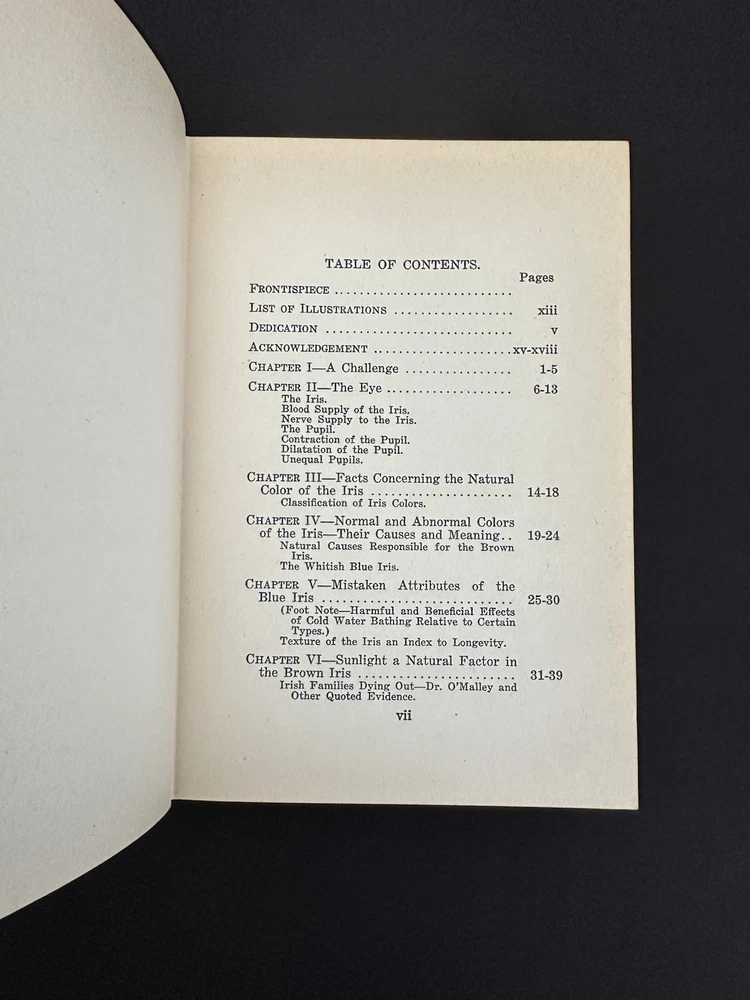 TABLE OF CONTENTS.
Pages
FRONTISPIECE ..........................
LIST OF ILLUSTRATIONS ................. xiii
DEDICATION ........................... v
ACKNOWLEDGEMENT ....................xv-xviii
CHAPTER I—A Challenge ............... 1-5
CHAPTER II—The Eye .................. 6-13
The Iris.
Blood Supply of the Iris.
Nerve Supply to the Iris.
The Pupil.
Contraction of the Pupil.
Dilatation of the Pupil.
Unequal Pupils.
CHAPTER III—Facts Concerning the Natural
Color of the Iris .................... 14-18
Classification of Iris Colors.
CHAPTER IV—Normal and Abnormal Colors
of the Iris—Their Causes and Meaning.. 19-24
Natural Causes Responsible for the Brown
Iris.
The Whitish Blue Iris.
CHAPTER V—Mistaken Attributes of the
Blue Iris ........................... 25-30
(Foot Note—Harmful and Beneficial Effects
of Cold Water Bathing Relative to Certain
Types.)
Texture of the Iris an Index to Longevity.
CHAPTER VI—Sunlight a Natural Factor in
the Brown Iris ...................... 31-39
Irish Families Dying Out—Dr. O'Malley and
Other Quoted Evidence.
vii